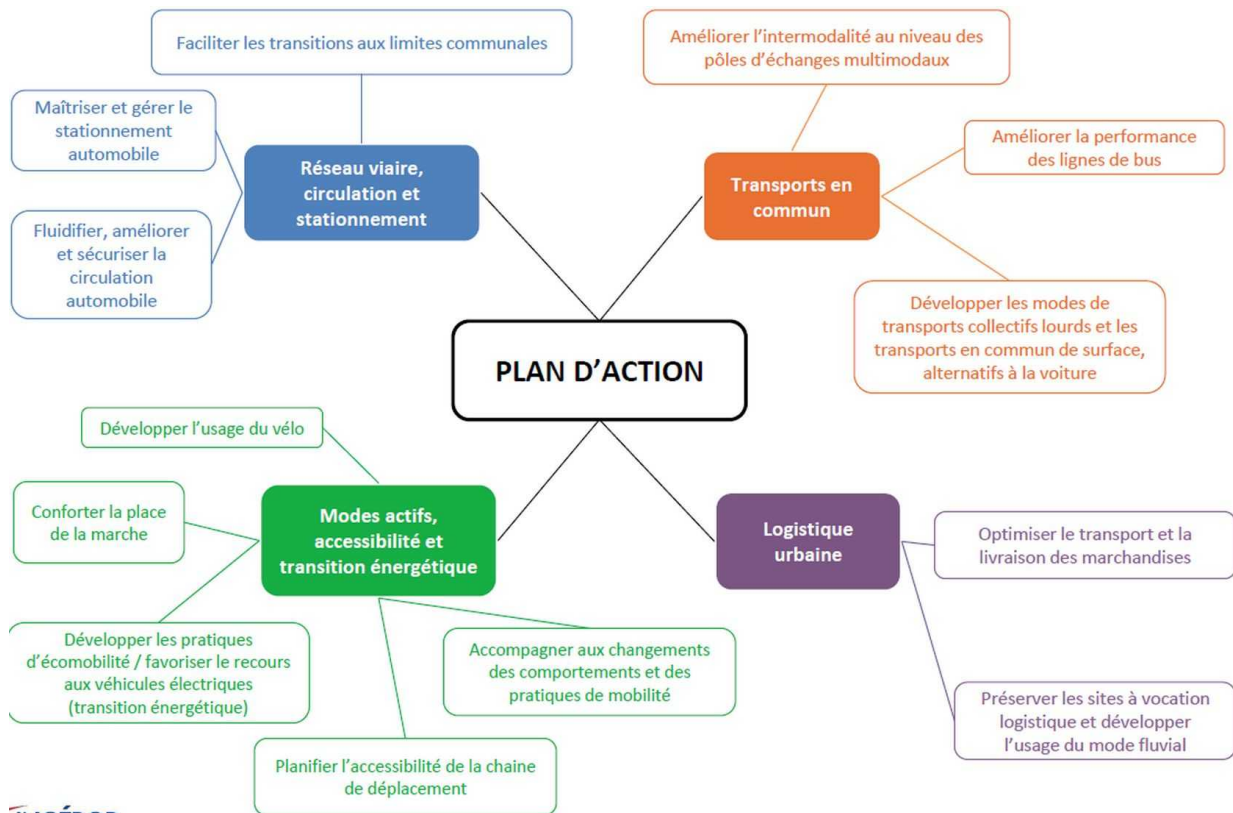 Faciliter les transitions aux limites communales
Améliorer l'intermodalité au niveau des
pôles d'échanges multimodaux
Maîtriser et gérer le
stationnement
automobile
Améliorer la performance
des lignes de bus
Réseau viaire,
circulation et
stationnement
Transports en
commun
Fluidifier, améliorer
et sécuriser la
circulation
automobile
Développer les modes de
transports collectifs lourds et les
transports en commun de surface,
alternatifs à la voiture
PLAN D'ACTION
Développer l'usage du vélo
Conforter la place
de la marche
Modes actifs,
accessibilité et
transition énergétique
Logistique
urbaine
Optimiser le transport et la
livraison des marchandises
Développer les pratiques
d'écomobilité / favoriser le recours
aux véhicules électriques
(transition énergétique)
Accompagner aux changements
des comportements et des
pratiques de mobilité
Préserver les sites à vocation
logistique et développer
l'usage du mode fluvial
Planifier l'accessibilité de la chaine
de déplacement